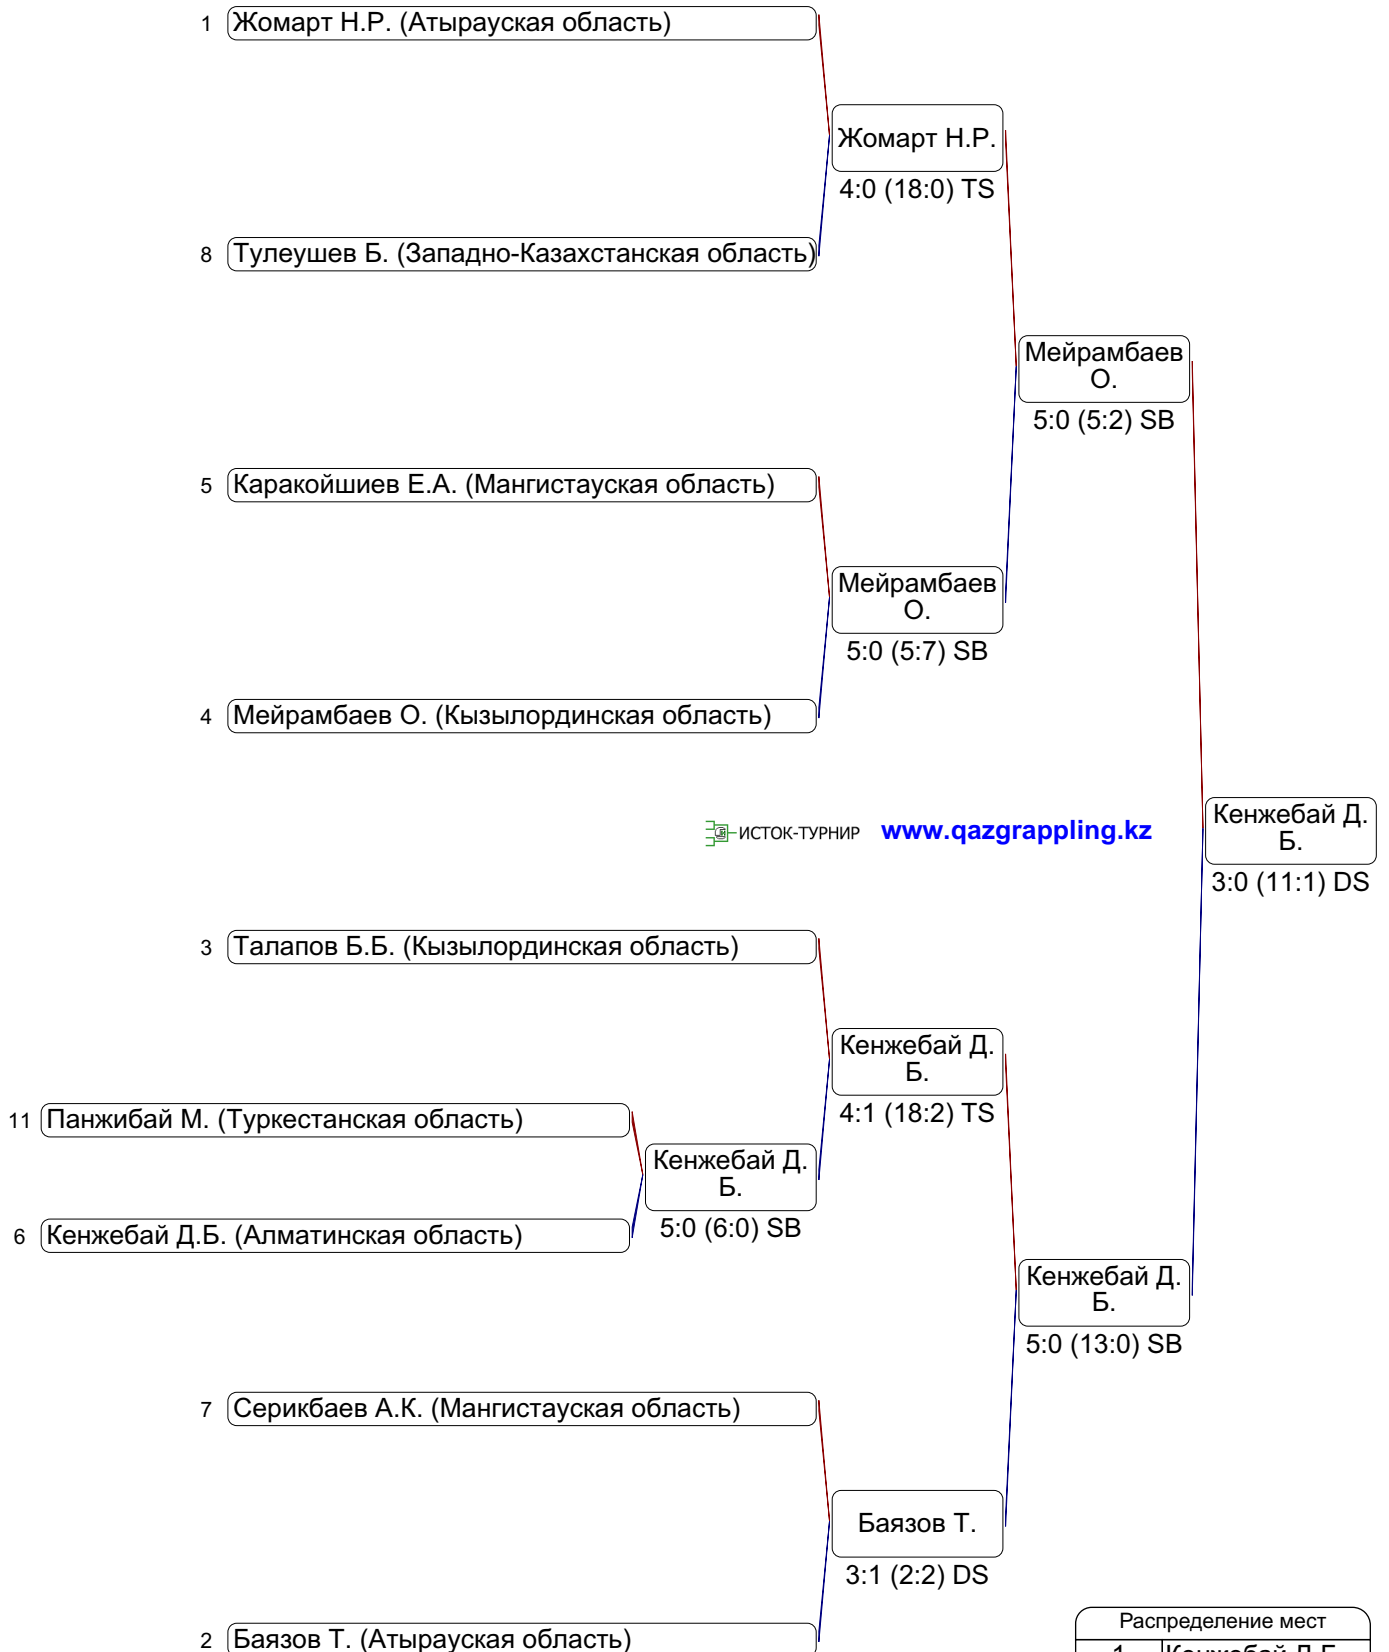 1 Жомарт Н.Р. (Атырауская область)
Жомарт Н.Р.
4:0 (18:0) TS
8 Тулеушев Б. (Западно-Казахстанская область)
Мейрамбаев
О.
5:0 (5:2) SB
5 Каракойшиев Е.А. (Мангистауская область)
Мейрамбаев
О.
5:0 (5:7) SB
4 Мейрамбаев О. (Кызылординская область)
ИСТОК-ТУРНИР www.qazgrappling.kz
Кенжебай Д.
Б.
3:0 (11:1) DS
3 Талапов Б.Б. (Кызылординская область)
Кенжебай Д.
Б.
4:1 (18:2) TS
11 Панжибай М. (Туркестанская область)
Кенжебай Д.
Б.
5:0 (6:0) SB
6 Кенжебай Д.Б. (Алматинская область)
Кенжебай Д.
Б.
5:0 (13:0) SB
7 Серикбаев А.К. (Мангистауская область)
Баязов Т.
3:1 (2:2) DS
2 Баязов Т. (Атырауская область)
Распределение мест
1 Кенжебай Д.Б.